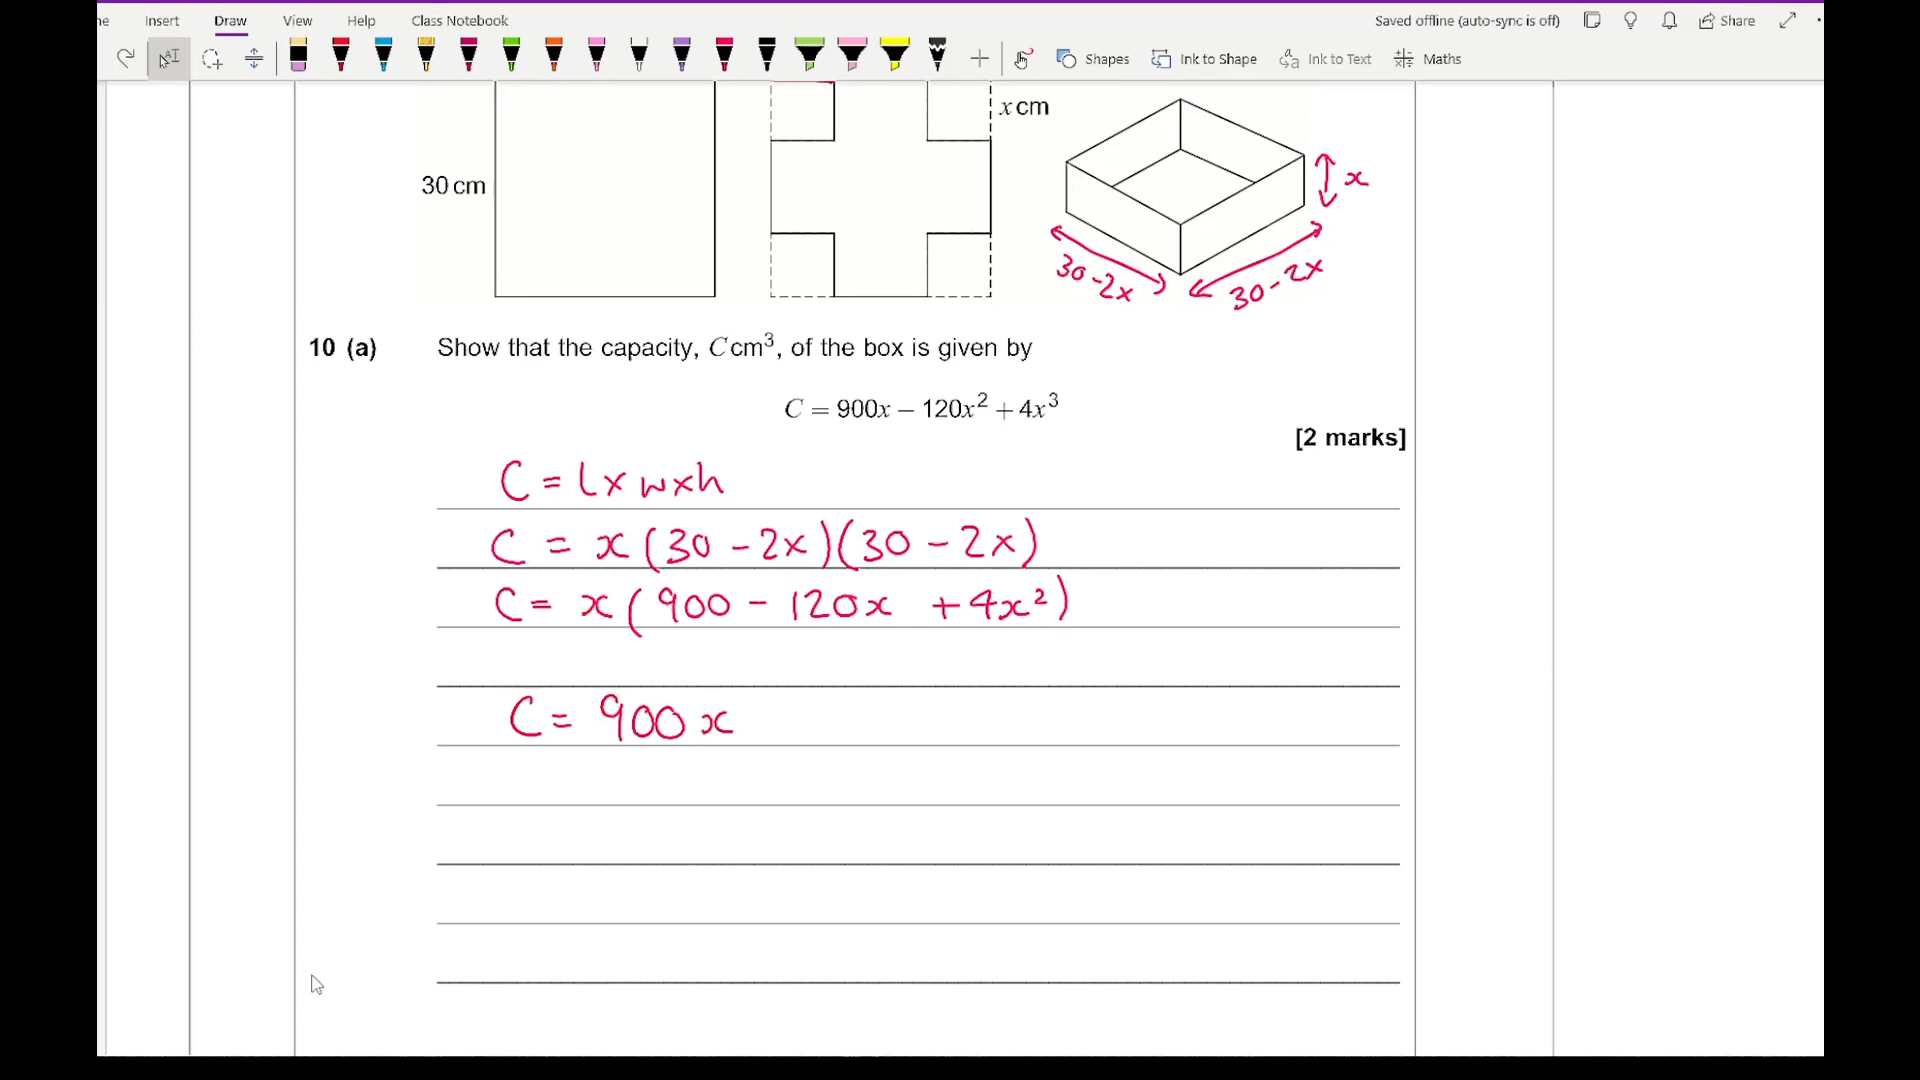 Insert Draw View Help Class Notebook Saved offline (auto-sync is off) Share
Shapes Ink to Shape Ink to Text Maths
30 cm
x cm
x
30-2x
30-2x
10 (a) Show that the capacity, C cm³, of the box is given by
C = 900x − 120x² + 4x³
[2 marks]
C = l x w x h
C = x(30 - 2x)(30 - 2x)
C = x(900 - 120x + 4x²)
C = 900x